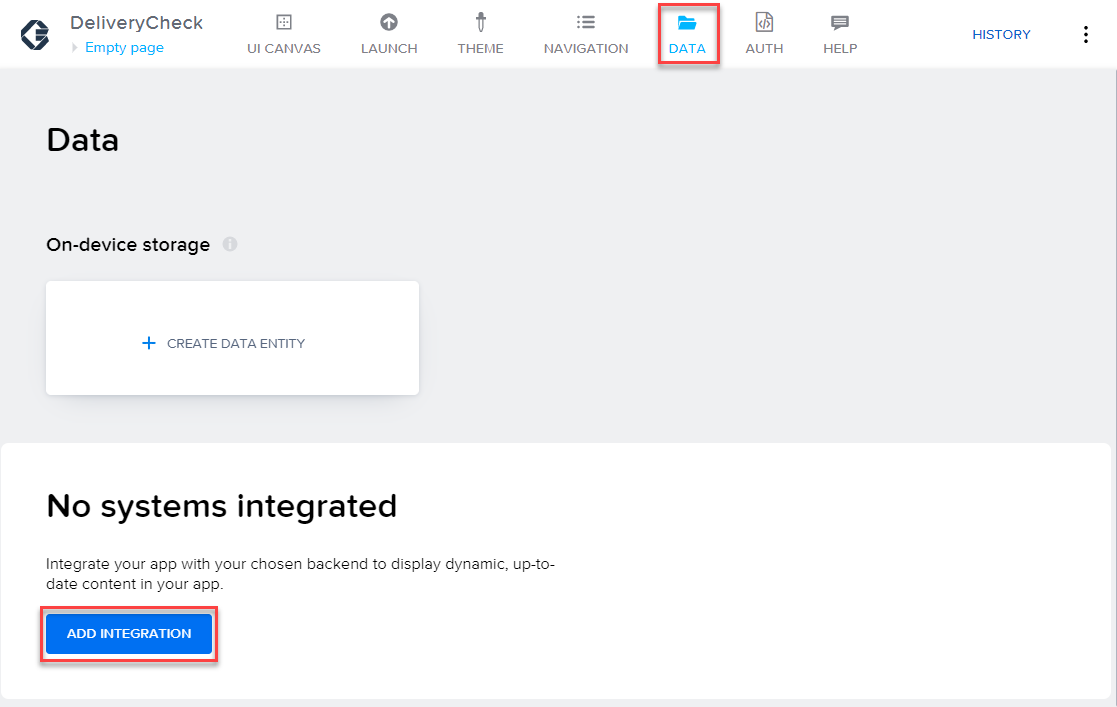 DeliveryCheck
Empty page
UI CANVAS
LAUNCH
THEME
NAVIGATION
DATA
AUTH
HELP
HISTORY
Data
On-device storage
CREATE DATA ENTITY
No systems integrated
Integrate your app with your chosen backend to display dynamic, up-to-
date content in your app.
ADD INTEGRATION